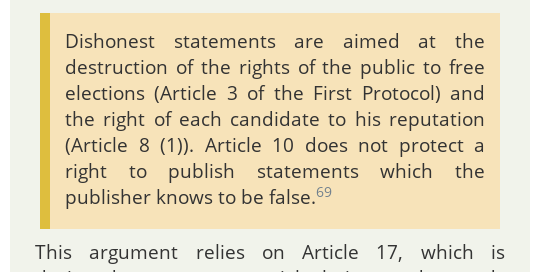 Dishonest statements are aimed at the
destruction of the rights of the public to free
elections (Article 3 of the First Protocol) and
the right of each candidate to his reputation
(Article 8 (1)). Article 10 does not protect a
right to publish statements which the
publisher knows to be false.69
This argument relies on Article 17, which is